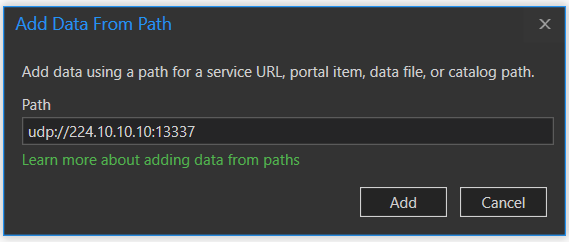 Add Data From Path
Add data using a path for a service URL, portal item, data file, or catalog path.
Path
udp://224.10.10.10:13337
Learn more about adding data from paths
Add Cancel